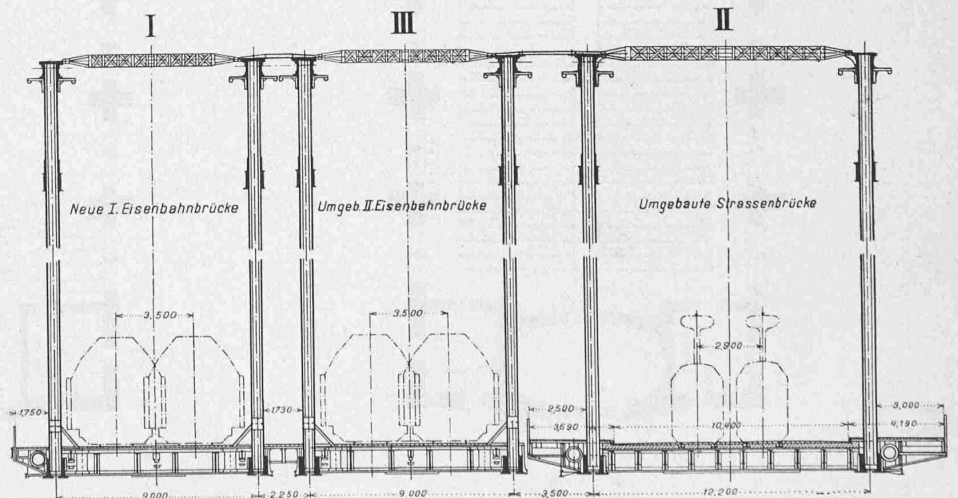 I
III
II
Neue I. Eisenbahnbrücke
Umgeb. II. Eisenbahnbrücke
Umgebaute Strassenbrücke
3,500
3,500
2,900
1,750
1,730
2,500
3,000
3,690
10,400
4,190
9,000
2,250
9,000
3,500
12,200